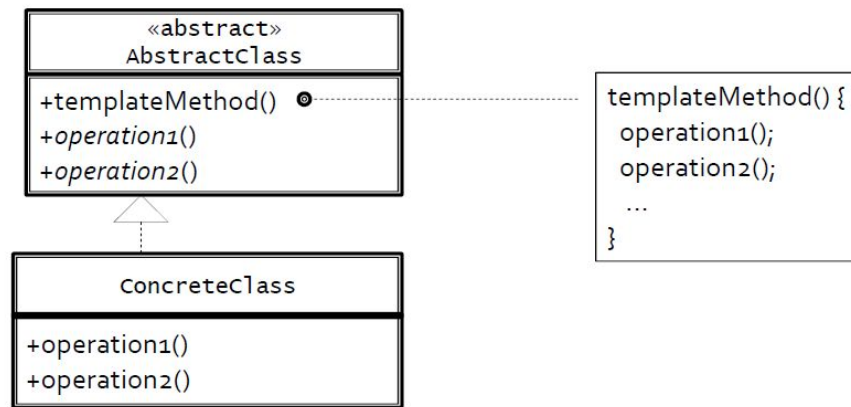 «abstract»
AbstractClass
+templateMethod()
+operation1()
+operation2()
templateMethod() {
operation1();
operation2();
...
}
ConcreteClass
+operation1()
+operation2()